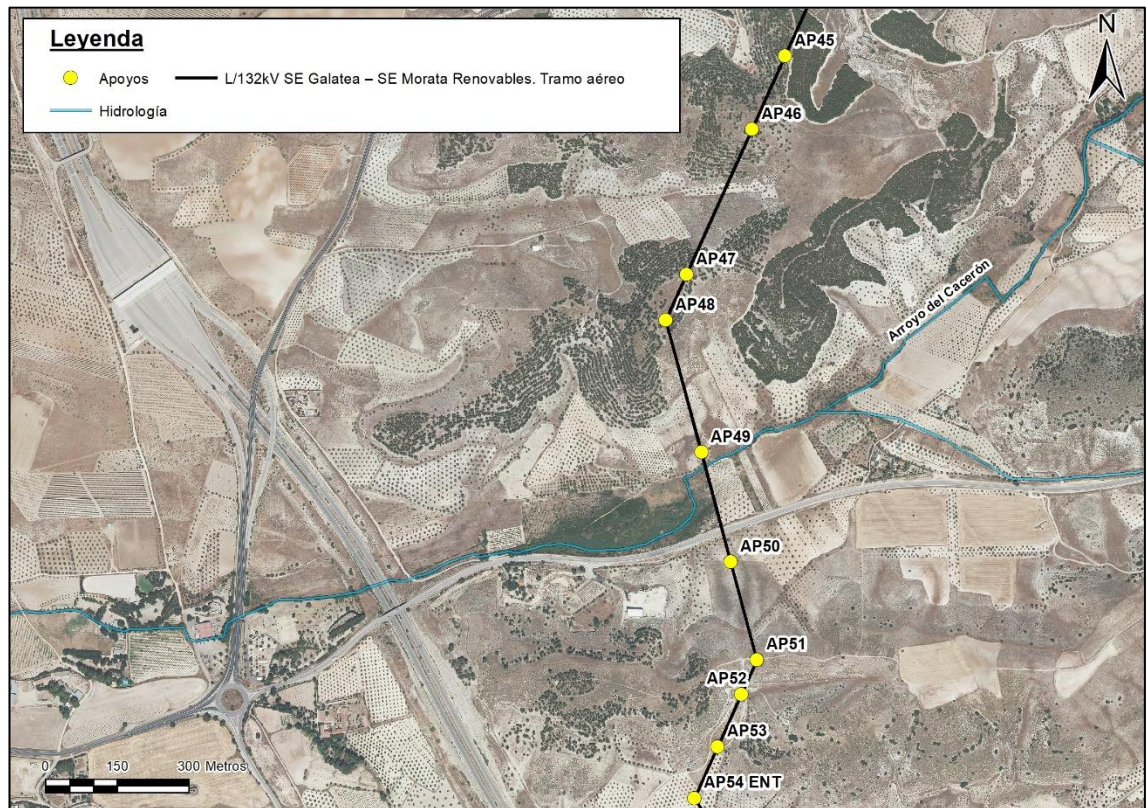 Leyenda
Apoyos
L/132kV SE Galatea – SE Morata Renovables. Tramo aéreo
Hidrología
N
AP45
AP46
AP47
AP48
Arroyo del Cacerón
AP49
AP50
AP51
AP52
AP53
AP54 ENT
0 150 300 Metros